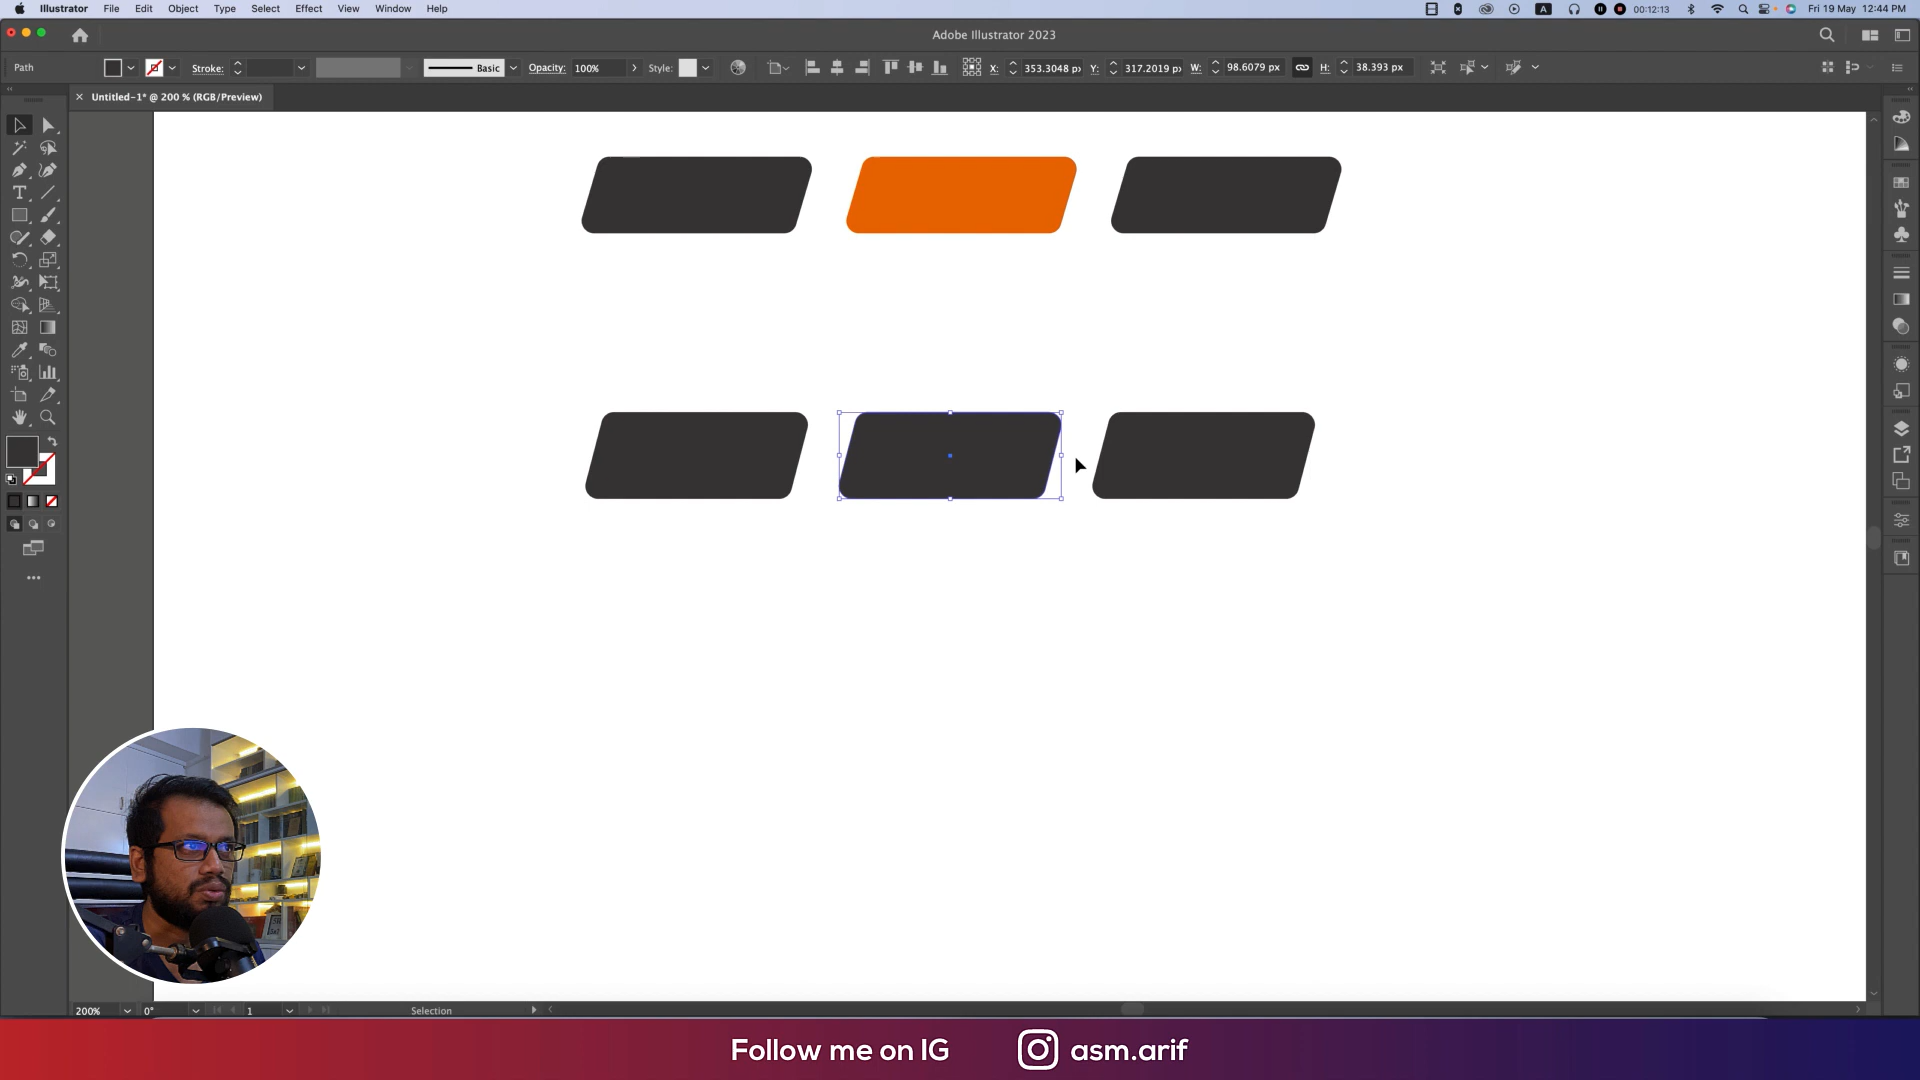 Illustrator File Edit Object Type Select Effect View Window Help
A 00:12:13 Fri 19 May 12:44 PM
Adobe Illustrator 2023
Path Stroke: Basic Opacity: 100% Style: X: 353.3048 px Y: 317.2019 px W: 98.6079 px H: 38.393 px
Untitled-1* @ 200 % (RGB/Preview)
200% 0° 1 Selection
Follow me on IG asm.arif